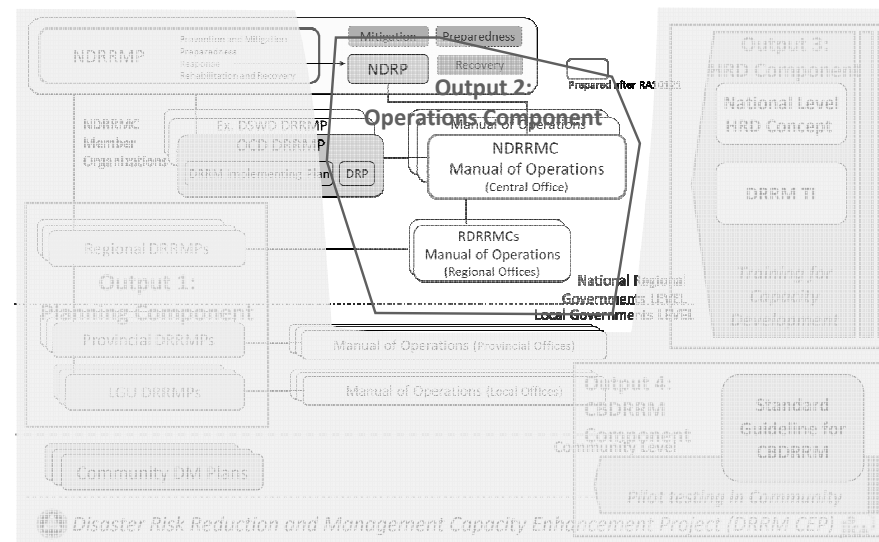 NDRRMP
Prevention and Mitigation
Preparedness
Response
Rehabilitation and Recovery
Mitigation
Preparedness
NDRP
Recovery
Prepared after RA10121
Output 2:
Operations Component
Output 3:
HRD Component
National Level
HRD Concept
DRRM TI
Training for
Capacity
Development
NDRRMC
Member
Organizations
Ex. DSWD DRRMP
OCD DRRMP
DRRM Implementing Plan
DRP
Manual of Operations
NDRRMC
Manual of Operations
(Central Office)
RDRRMCs
Manual of Operations
(Regional Offices)
Regional DRRMPs
Output 1:
Planning Component
National Regional
Governments LEVEL
Local Governments LEVEL
Provincial DRRMPs
Manual of Operations (Provincial Offices)
LGU DRRMPs
Manual of Operations (Local Offices)
Output 4:
CBDRRM
Component
Community Level
Standard
Guideline for
CBDRRM
Community DM Plans
Pilot testing in Community
Disaster Risk Reduction and Management Capacity Enhancement Project (DRRM CEP)